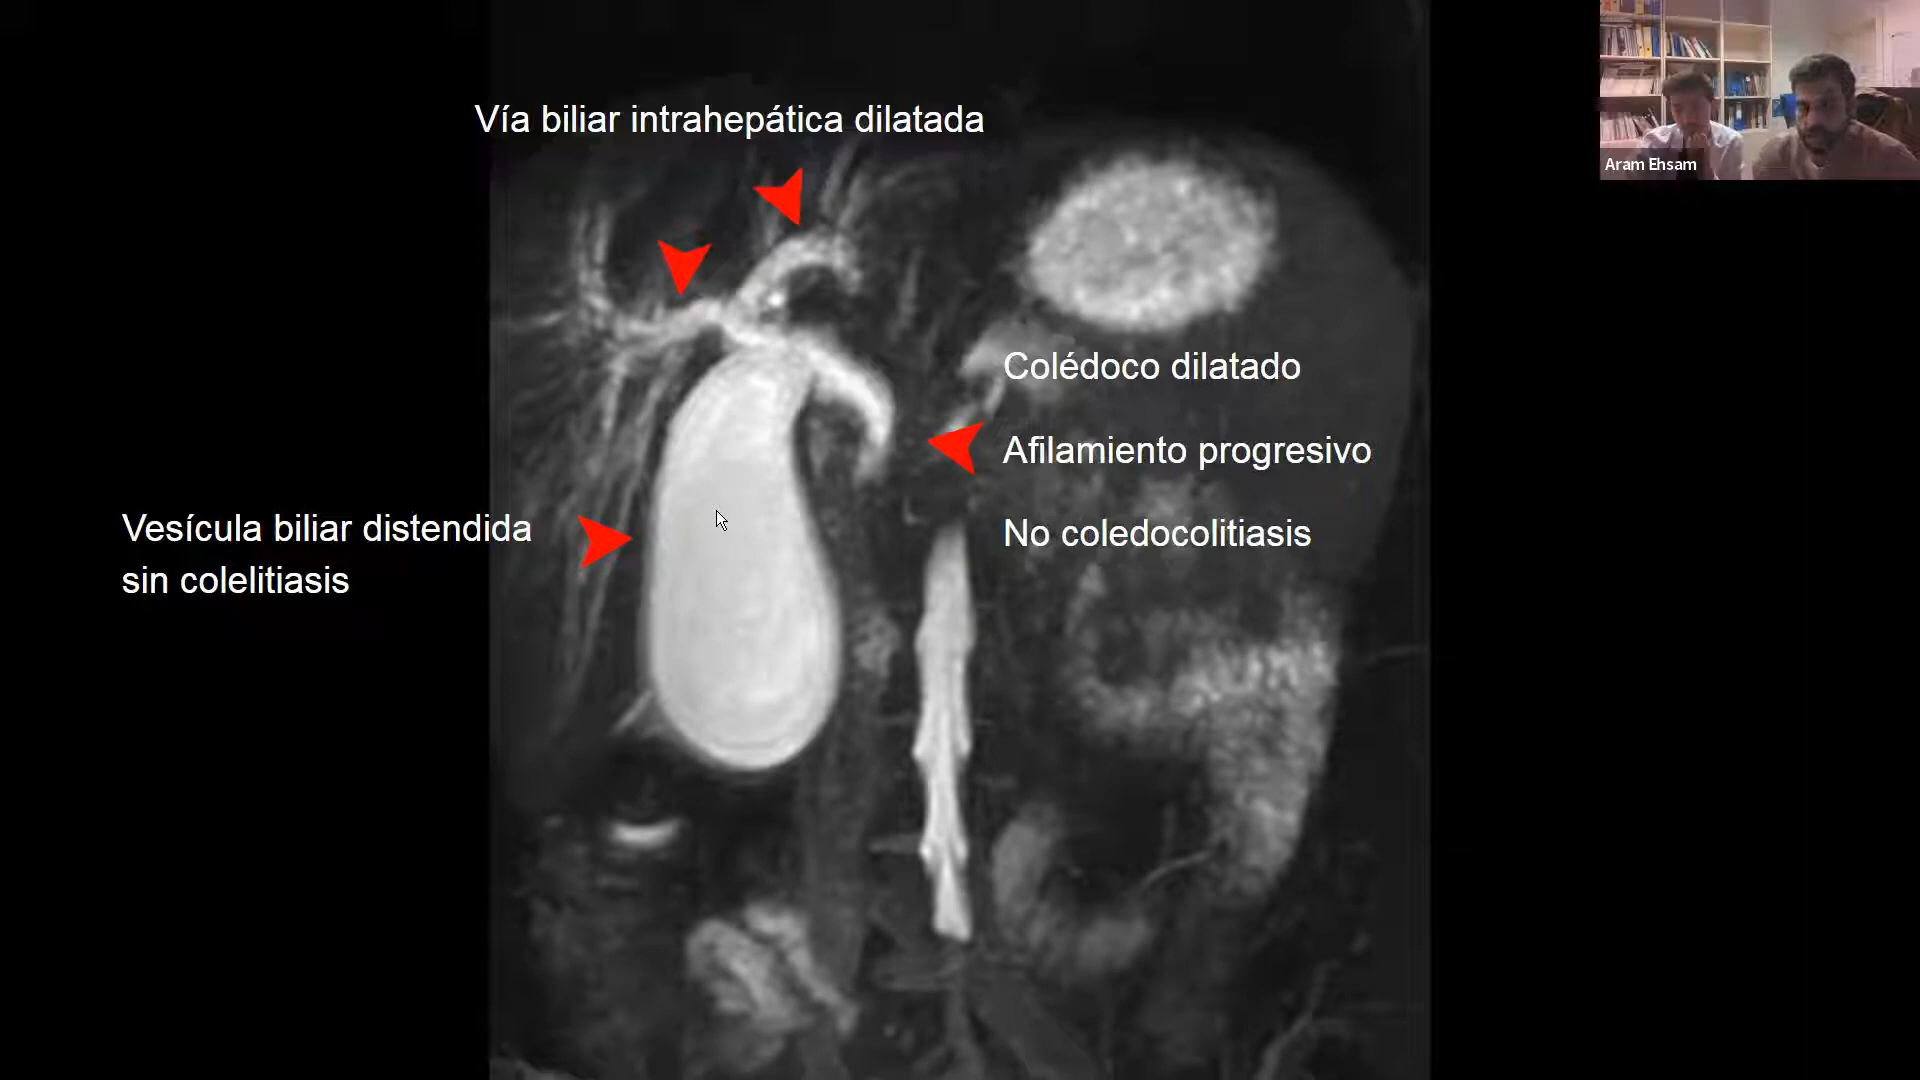 Vía biliar intrahepática dilatada
Aram Ehsam
Colédoco dilatado
Afilamiento progresivo
No coledocolitiasis
Vesícula biliar distendida
sin colelitiasis